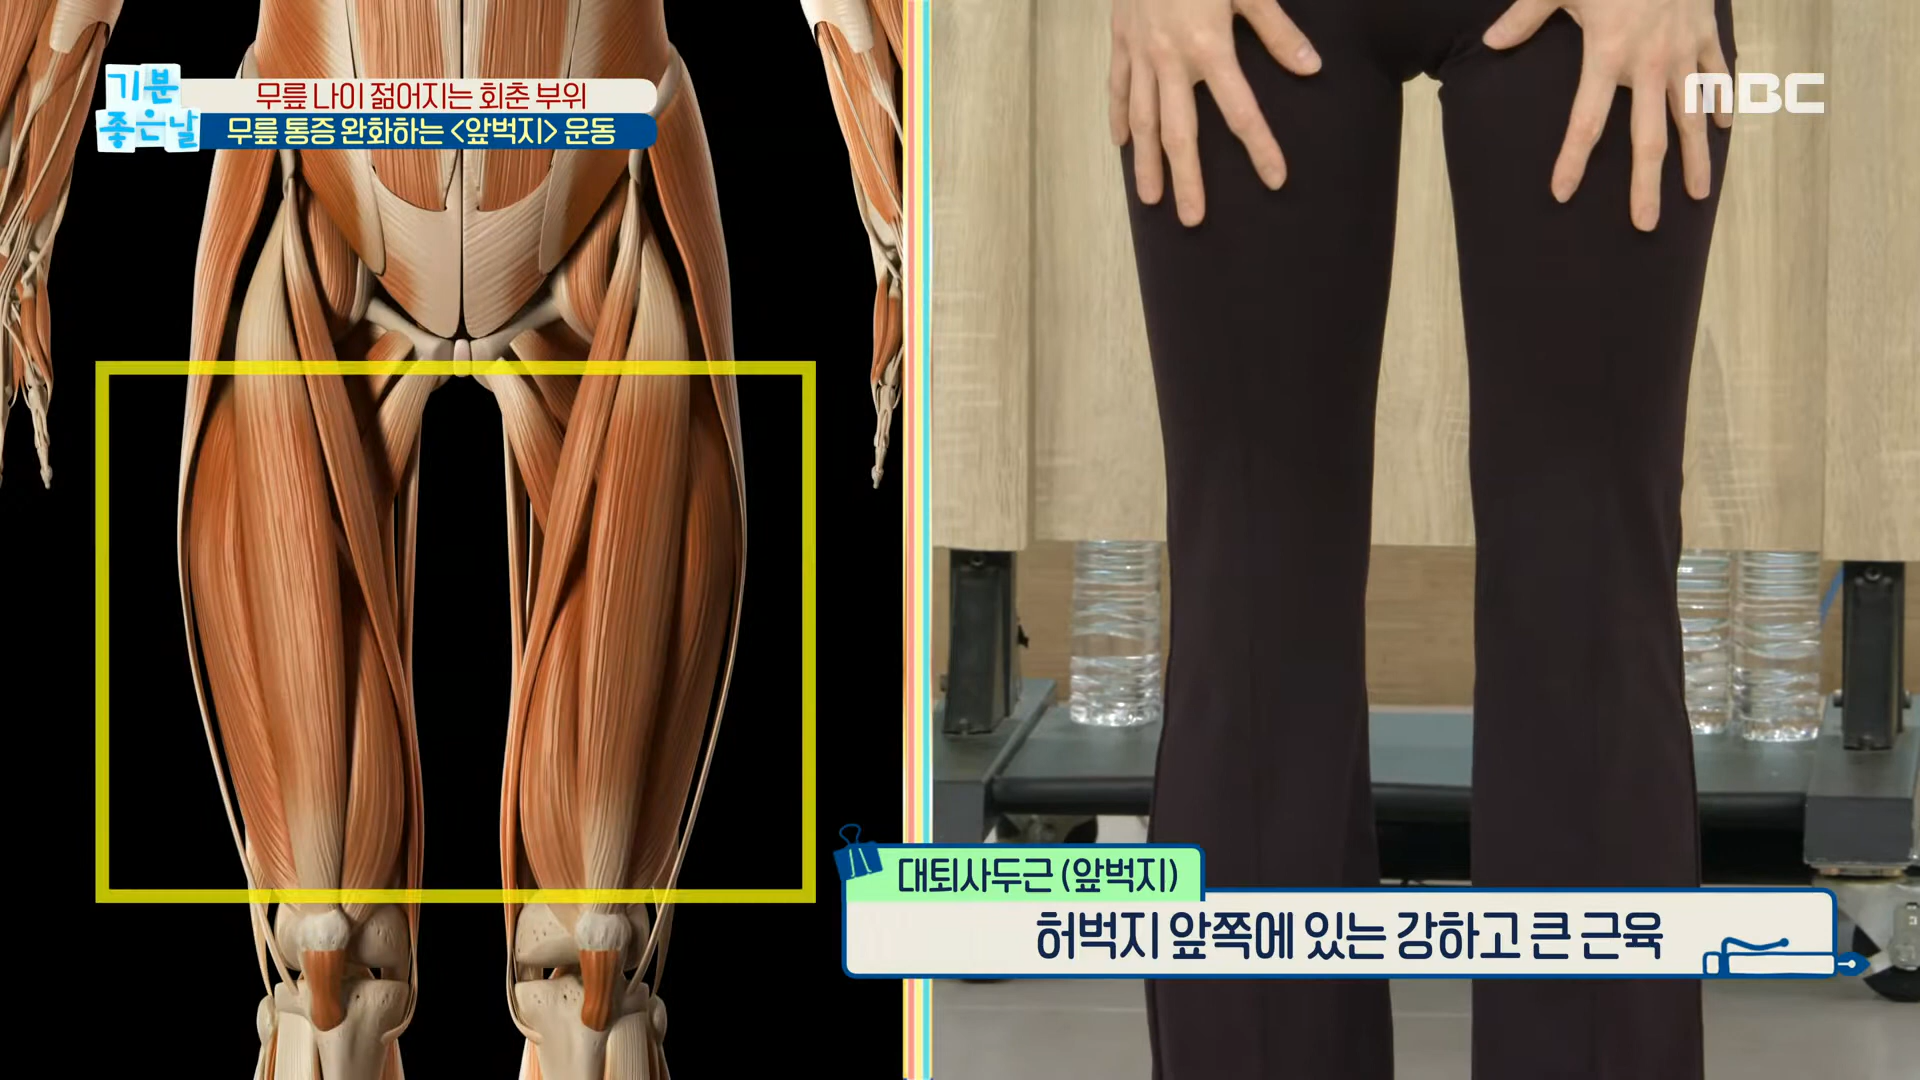 기분
좋은날
무릎 나이 젊어지는 회춘 부위
무릎 통증 완화하는 <앞벅지> 운동
MBC
대퇴사두근 (앞벅지)
허벅지 앞쪽에 있는 강하고 큰 근육